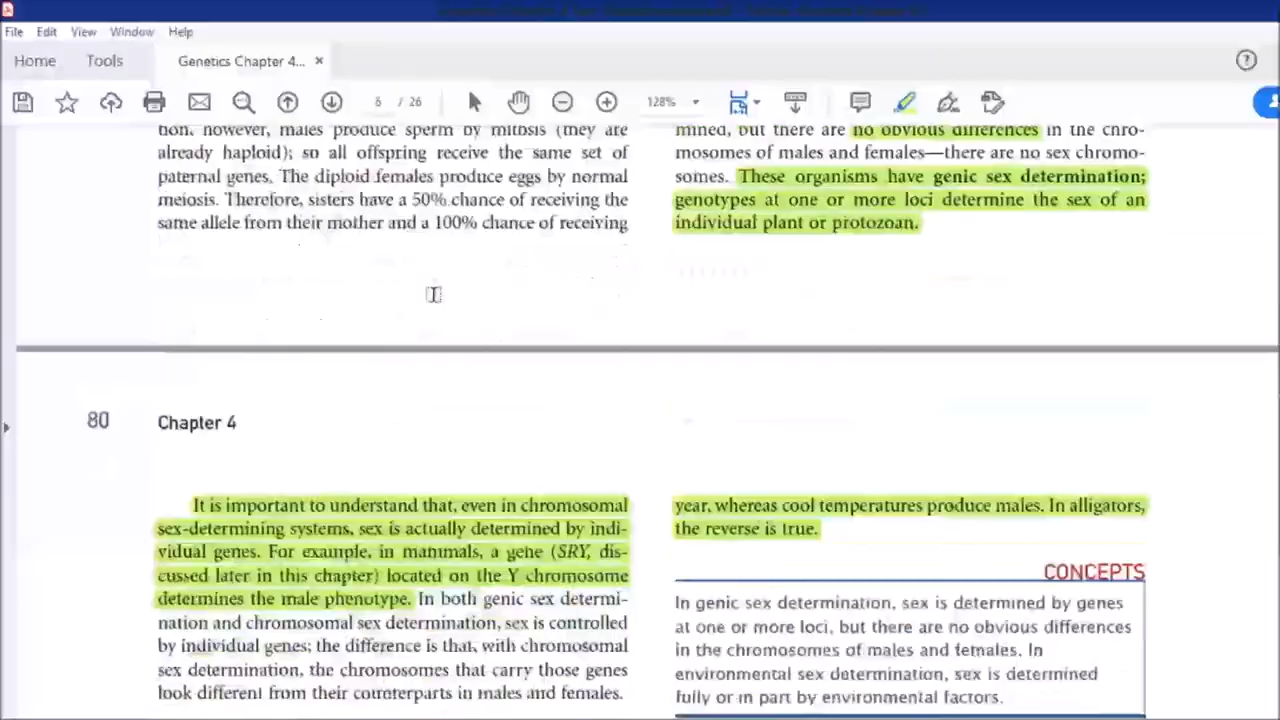 File Edit View Window Help
Home Tools Genetics Chapter 4... ×
6 / 26 128%
tion, however, males produce sperm by mitosis (they are
already haploid); so all offspring receive the same set of
paternal genes. The diploid females produce eggs by normal
meiosis. Therefore, sisters have a 50% chance of receiving the
same allele from their mother and a 100% chance of receiving
mined, but there are no obvious differences in the chro-
mosomes of males and females—there are no sex chromo-
somes. These organisms have genic sex determination;
genotypes at one or more loci determine the sex of an
individual plant or protozoan.
80 Chapter 4
It is important to understand that, even in chromosomal
sex-determining systems, sex is actually determined by indi-
vidual genes. For example, in mammals, a gene (SRY, dis-
cussed later in this chapter) located on the Y chromosome
determines the male phenotype. In both genic sex determi-
nation and chromosomal sex determination, sex is controlled
by individual genes; the difference is that, with chromosomal
sex determination, the chromosomes that carry those genes
look different from their counterparts in males and females.
year, whereas cool temperatures produce males. In alligators,
the reverse is true.
CONCEPTS
In genic sex determination, sex is determined by genes
at one or more loci, but there are no obvious differences
in the chromosomes of males and females. In
environmental sex determination, sex is determined
fully or in part by environmental factors.